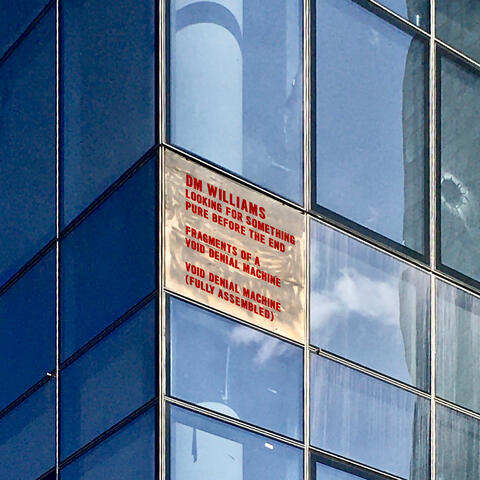 DM WILLIAMS
LOOKING FOR SOMETHING
PURE BEFORE THE END
FRAGMENTS OF A
VOID DENIAL MACHINE
VOID DENIAL MACHINE
(FULLY ASSEMBLED)